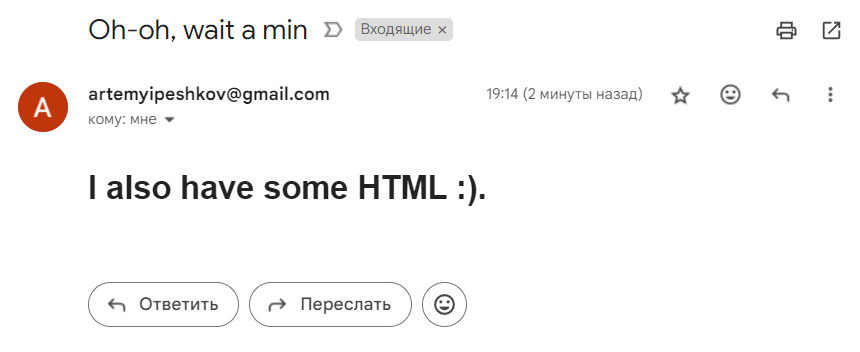 Oh-oh, wait a min Входящие ×
artemyipeshkov@gmail.com 19:14 (2 минуты назад)
A
кому: мне
I also have some HTML :).
Ответить Переслать